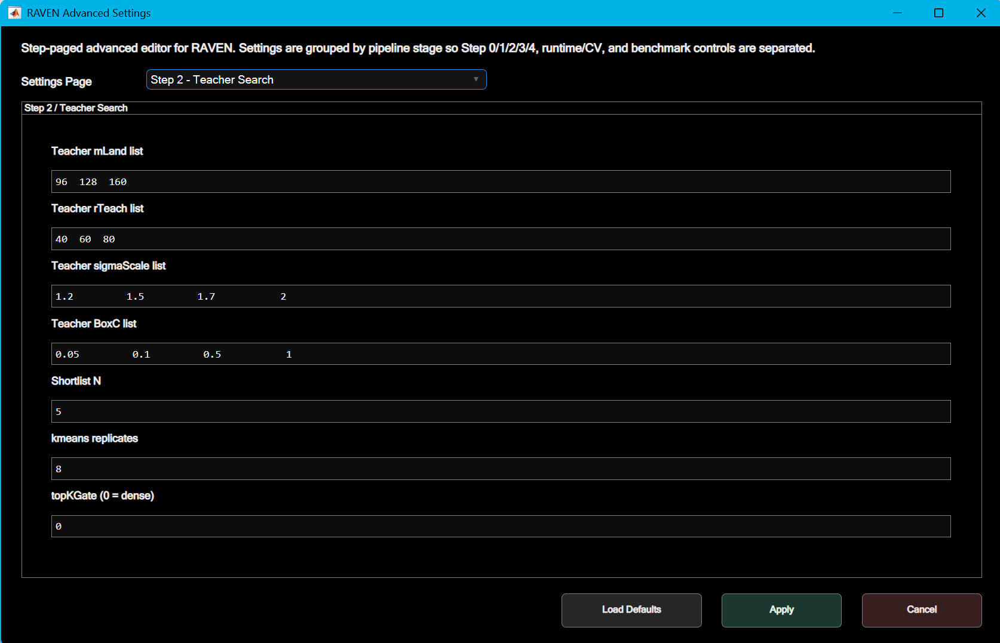 RAVEN Advanced Settings
Step-paged advanced editor for RAVEN. Settings are grouped by pipeline stage so Step 0/1/2/3/4, runtime/CV, and benchmark controls are separated.
Settings Page
Step 2 - Teacher Search
Step 2 / Teacher Search
Teacher mLand list
96  128  160
Teacher rTeach list
40  60  80
Teacher sigmaScale list
1.2         1.5         1.7           2
Teacher BoxC list
0.05         0.1         0.5           1
Shortlist N
5
kmeans replicates
8
topKGate (0 = dense)
0
Load Defaults
Apply
Cancel